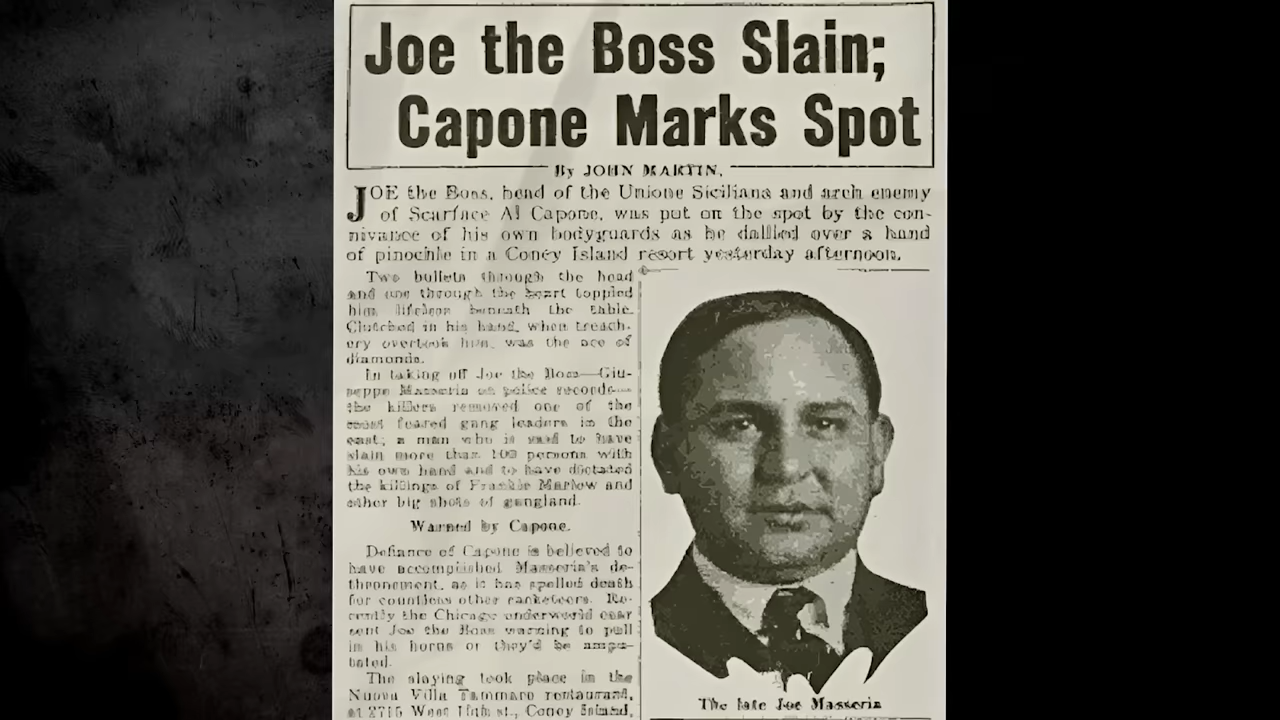 Joe the Boss Slain;
Capone Marks Spot
By JOHN MARTIN.
JOE the Boss, head of the Unione Siciliana and arch enemy
of Scarface Al Capone, was put on the spot by the con-
nivance of his own bodyguards as he dallied over a hand
of pinochle in a Coney Island resort yesterday afternoon.
Two bullets through the head
and one through the heart toppled
him lifeless beneath the table.
Clutched in his hand, when treach-
ery overtook him, was the ace of
diamonds.
In taking off Joe the Boss—Giu-
seppe Masseria on police records—
the killers removed one of the
most feared gang leaders in the
east; a man who is said to have
slain more than 100 persons with
his own hand and to have dictated
the killings of Frankie Marlow and
other big shots of gangland.
Warned by Capone.
Defiance of Capone is believed to
have accomplished Masseria's de-
thronement, as it has spelled death
for countless other racketeers. Re-
cently the Chicago underworld czar
sent Joe the Boss warning to pull
in his horns or they'd be ampu-
tated.
The slaying took place in the
Nuova Villa Tammaro restaurant,
at 2715 West 15th st., Coney Island,
The late Joe Masseria